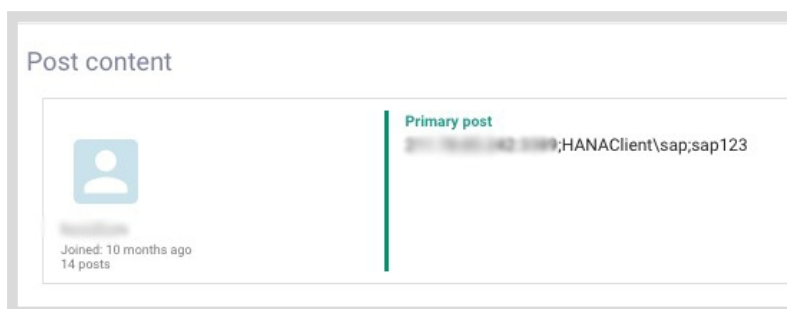 Post content
Primary post
;HANAClient\sap;sap123
Joined: 10 months ago
14 posts